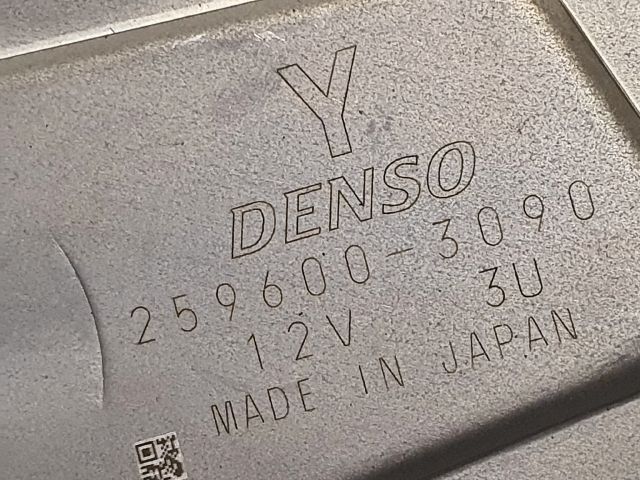 Y
DENSO
259600-3090
12V 3U
MADE IN JAPAN